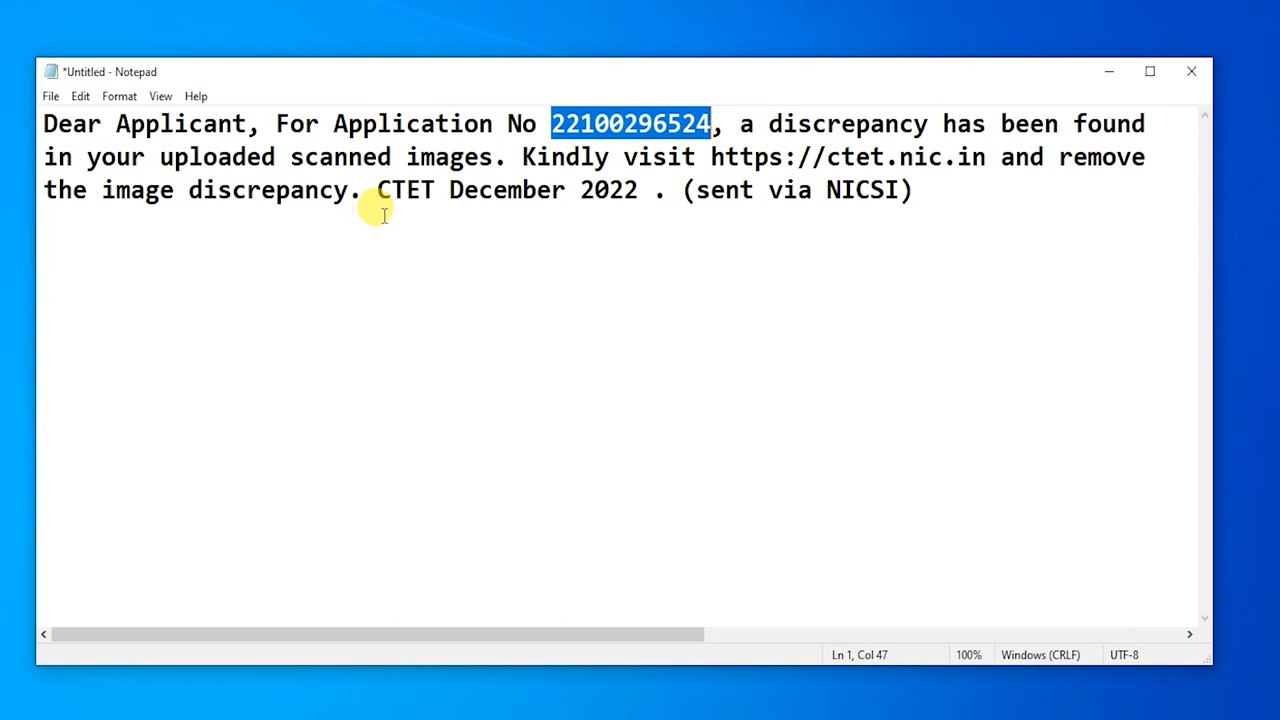 *Untitled - Notepad
File Edit Format View Help
Dear Applicant, For Application No 22100296524, a discrepancy has been found
in your uploaded scanned images. Kindly visit https://ctet.nic.in and remove
the image discrepancy. CTET December 2022 . (sent via NICSI)
Ln 1, Col 47 100% Windows (CRLF) UTF-8